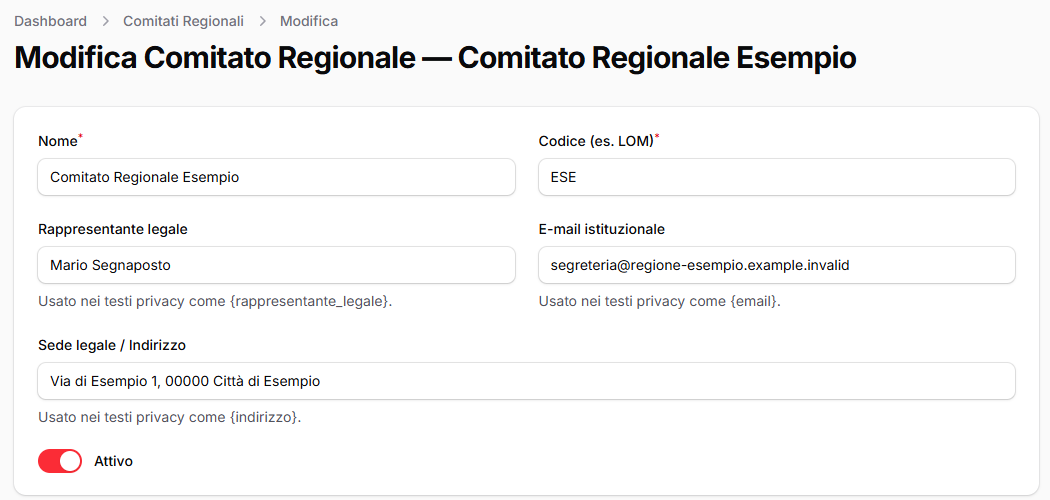 Dashboard > Comitati Regionali > Modifica
Modifica Comitato Regionale — Comitato Regionale Esempio
Nome* Codice (es. LOM)*
Comitato Regionale Esempio ESE
Rappresentante legale E-mail istituzionale
Mario Segnaposto segreteria@regione-esempio.example.invalid
Usato nei testi privacy come {rappresentante_legale}. Usato nei testi privacy come {email}.
Sede legale / Indirizzo
Via di Esempio 1, 00000 Città di Esempio
Usato nei testi privacy come {indirizzo}.
Attivo